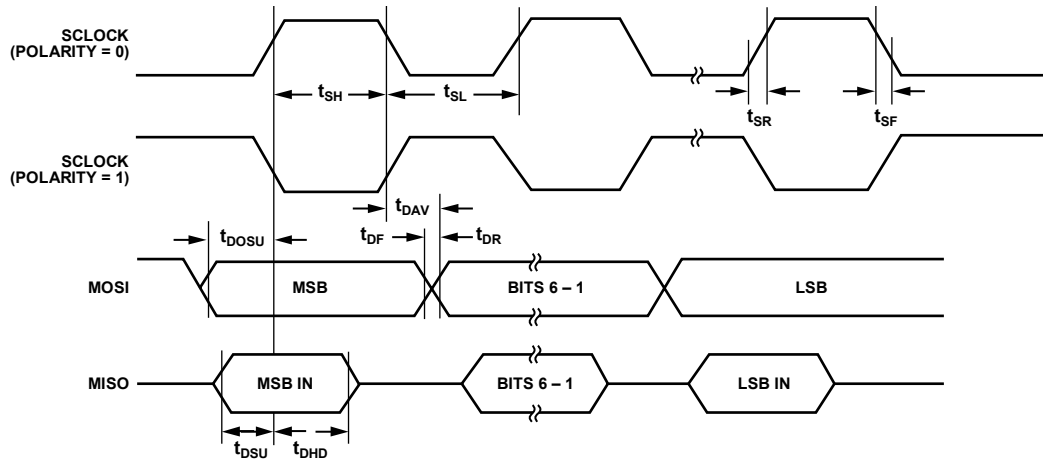 SCLOCK
(POLARITY = 0)
tSH
tSL
tSR
tSF
SCLOCK
(POLARITY = 1)
tDAV
tDOSU
tDF
tDR
MOSI
MSB
BITS 6 – 1
LSB
MISO
MSB IN
BITS 6 – 1
LSB IN
tDSU
tDHD